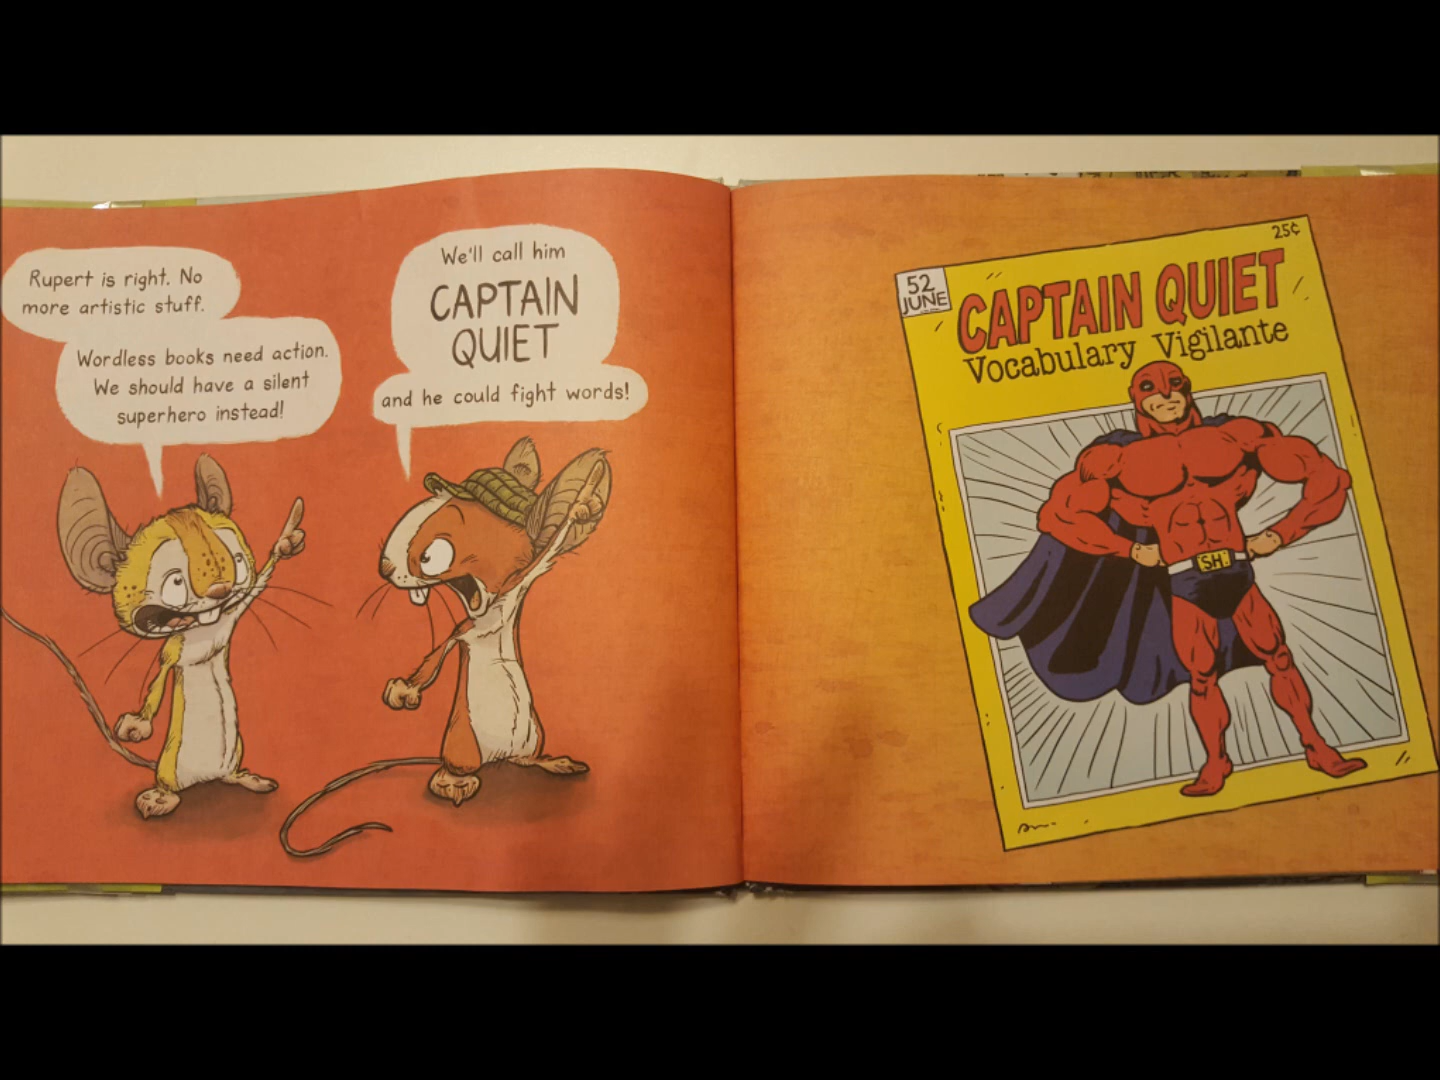 Rupert is right. No
more artistic stuff.
Wordless books need action.
We should have a silent
superhero instead!
We'll call him
CAPTAIN
QUIET
and he could fight words!
25¢
52
JUNE
CAPTAIN QUIET
Vocabulary Vigilante
SH!